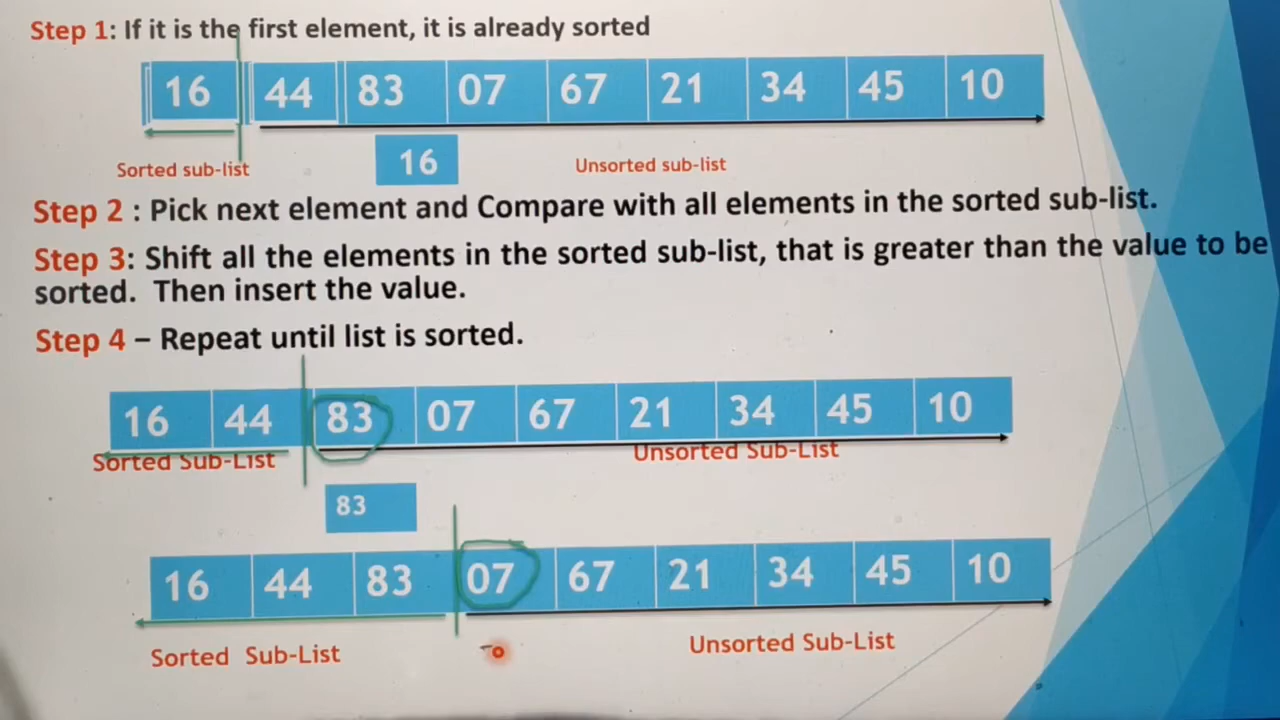 Step 1: If it is the first element, it is already sorted
16 44 83 07 67 21 34 45 10
16
Sorted sub-list Unsorted sub-list
Step 2 : Pick next element and Compare with all elements in the sorted sub-list.
Step 3: Shift all the elements in the sorted sub-list, that is greater than the value to be
sorted. Then insert the value.
Step 4 – Repeat until list is sorted.
16 44 83 07 67 21 34 45 10
Sorted Sub-List Unsorted Sub-List
83
16 44 83 07 67 21 34 45 10
Sorted Sub-List Unsorted Sub-List